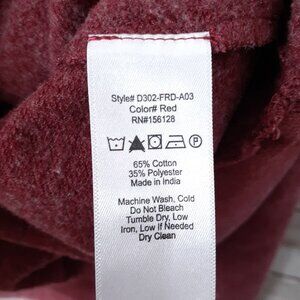 Style# D302-FRD-A03
Color# Red
RN#156128
65% Cotton
35% Polyester
Made in India
Machine Wash, Cold
Do Not Bleach
Tumble Dry, Low
Iron, Low If Needed
Dry Clean